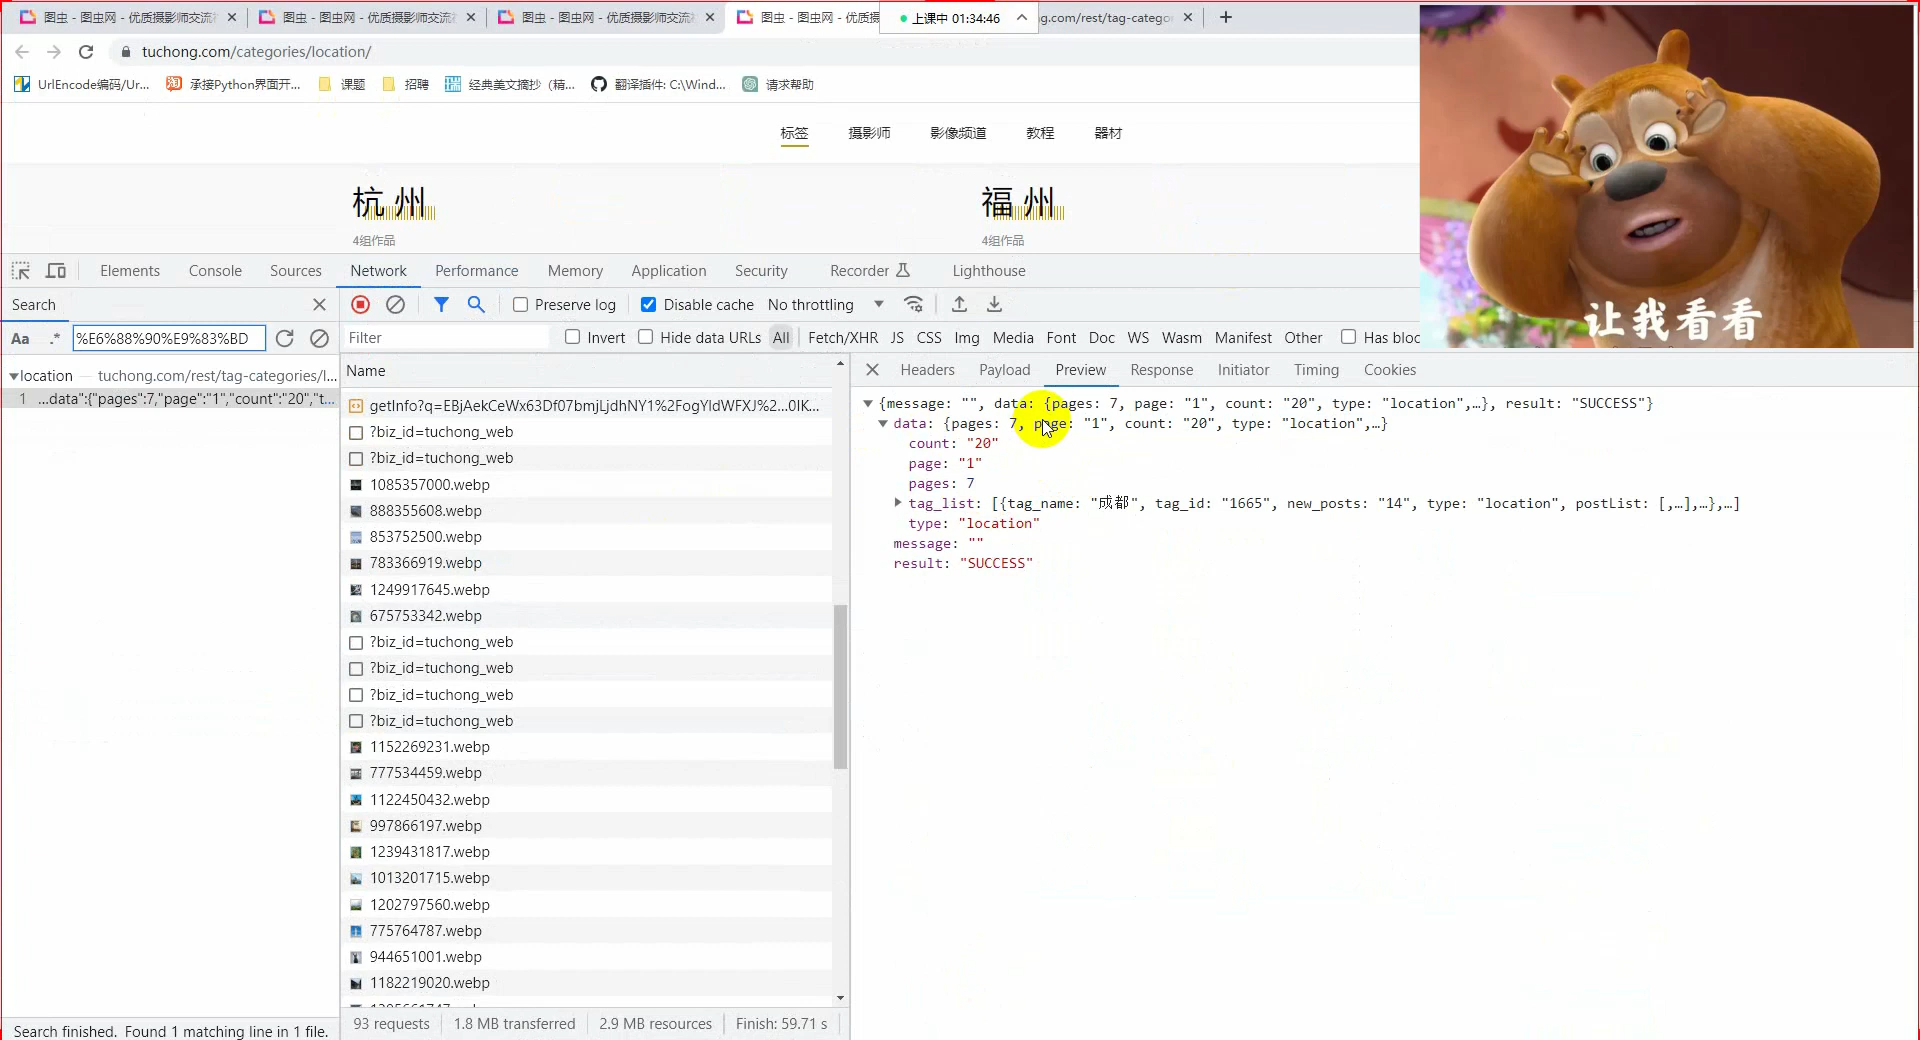 图虫 - 图虫网 - 优质摄影师交流社
图虫 - 图虫网 - 优质摄影师交流社
图虫 - 图虫网 - 优质摄影师交流
图虫 - 图虫网 - 优质摄
上课中 01:34:46
g.com/rest/tag-catego
tuchong.com/categories/location/
UrlEncode编码/Ur...
承接Python界面开...
课题
招聘
经典美文摘抄（精...
翻译插件: C:\Wind...
请求帮助
标签
摄影师
影像频道
教程
器材
杭州
福州
4组作品
4组作品
让我看看
Elements Console Sources Network Performance Memory Application Security Recorder Lighthouse
Search
Preserve log
Disable cache
No throttling
Aa .* %E6%88%90%E9%83%BD
Filter
Invert
Hide data URLs
All Fetch/XHR JS CSS Img Media Font Doc WS Wasm Manifest Other
Has bloc
location — tuchong.com/rest/tag-categories/l...
1 ...data":{"pages":7,"page":"1","count":"20","t...
Name
getInfo?q=EBjAekCeWx63Df07bmjLjdhNY1%2FogYldWFXJ%2...0IK...
?biz_id=tuchong_web
?biz_id=tuchong_web
1085357000.webp
888355608.webp
853752500.webp
783366919.webp
1249917645.webp
675753342.webp
?biz_id=tuchong_web
?biz_id=tuchong_web
?biz_id=tuchong_web
?biz_id=tuchong_web
1152269231.webp
777534459.webp
1122450432.webp
997866197.webp
1239431817.webp
1013201715.webp
1202797560.webp
775764787.webp
944651001.webp
1182219020.webp
Headers Payload Preview Response Initiator Timing Cookies
{message: "", data: {pages: 7, page: "1", count: "20", type: "location",…}, result: "SUCCESS"}
data: {pages: 7, page: "1", count: "20", type: "location",…}
count: "20"
page: "1"
pages: 7
tag_list: [{tag_name: "成都", tag_id: "1665", new_posts: "14", type: "location", postList: [,…],…},…]
type: "location"
message: ""
result: "SUCCESS"
Search finished. Found 1 matching line in 1 file.
93 requests
1.8 MB transferred
2.9 MB resources
Finish: 59.71 s